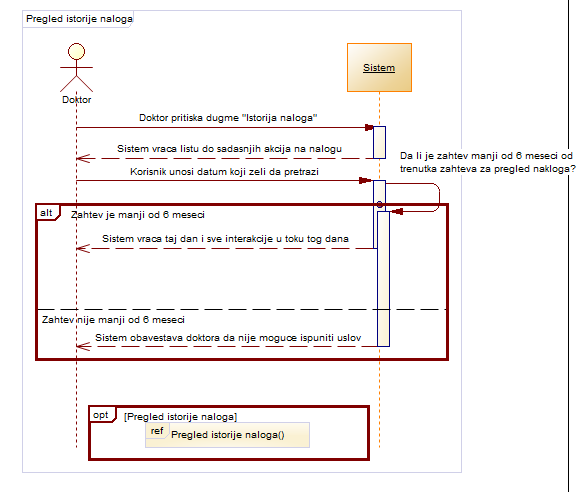 Pregled istorije naloga
Doktor
Sistem
Doktor pritiska dugme "Istorija naloga"
Sistem vraca listu do sadasnjih akcija na nalogu
Da li je zahtev manji od 6 meseci od
trenutka zahteva za pregled nakloga?
Korisnik unosi datum koji zeli da pretrazi
alt
Zahtev je manji od 6 meseci
Sistem vraca taj dan i sve interakcije u toku tog dana
Zahtev nije manji od 6 meseci
Sistem obavestava doktora da nije moguce ispuniti uslov
opt
[Pregled istorije naloga]
ref
Pregled istorije naloga()